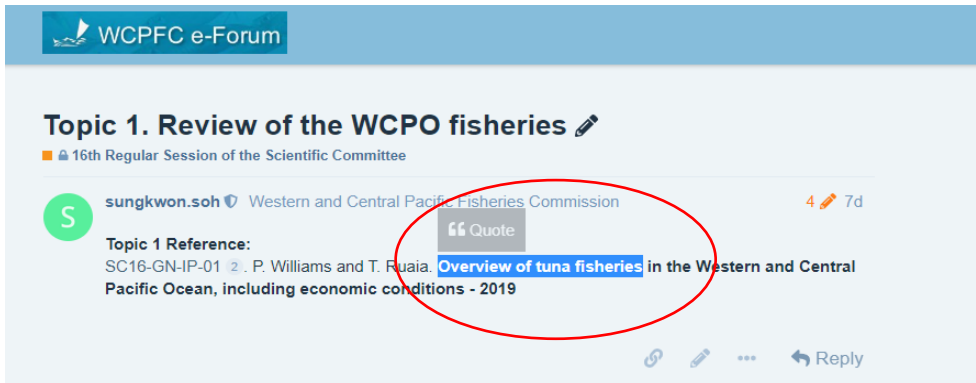 WCPFC e-Forum
Topic 1. Review of the WCPO fisheries
16th Regular Session of the Scientific Committee
S
sungkwon.soh Western and Central Pacific Fisheries Commission 4 7d
Quote
Topic 1 Reference:
SC16-GN-IP-01 2. P. Williams and T. Ruaia. Overview of tuna fisheries in the Western and Central
Pacific Ocean, including economic conditions - 2019
Reply